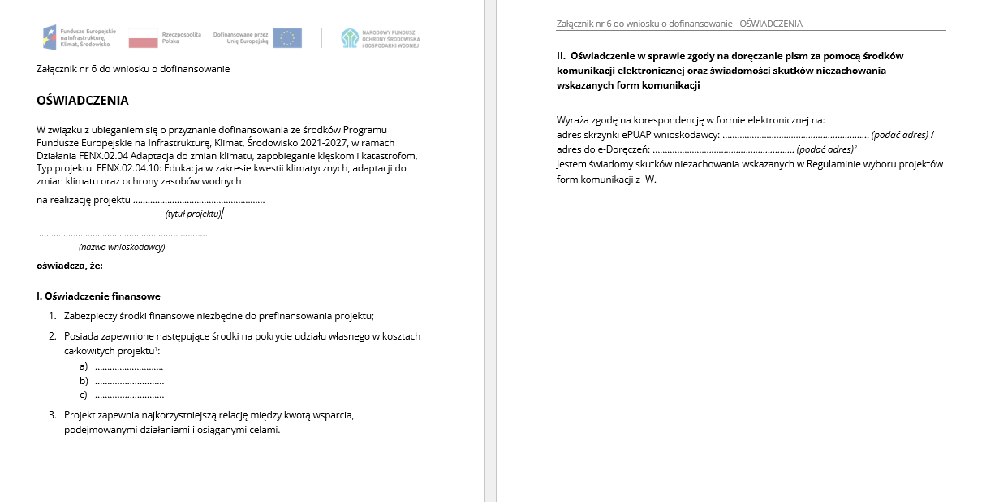 Fundusze Europejskie
na Infrastrukturę,
Klimat, Środowisko
Rzeczpospolita
Polska
Dofinansowane przez
Unię Europejską
NARODOWY FUNDUSZ
OCHRONY ŚRODOWISKA
I GOSPODARKI WODNEJ
Załącznik nr 6 do wniosku o dofinansowanie
OŚWIADCZENIA
W związku z ubieganiem się o przyznanie dofinansowania ze środków Programu
Fundusze Europejskie na Infrastrukturę, Klimat, Środowisko 2021-2027, w ramach
Działania FENX.02.04 Adaptacja do zmian klimatu, zapobieganie klęskom i katastrofom,
Typ projektu: FENX.02.04.10: Edukacja w zakresie kwestii klimatycznych, adaptacji do
zmian klimatu oraz ochrony zasobów wodnych
na realizację projektu ......................................................
(tytuł projektu)
......................................................................
(nazwa wnioskodawcy)
oświadcza, że:
I. Oświadczenie finansowe
1. Zabezpieczy środki finansowe niezbędne do prefinansowania projektu;
2. Posiada zapewnione następujące środki na pokrycie udziału własnego w kosztach
całkowitych projektu¹:
a) ............................
b) ............................
c) ............................
3. Projekt zapewnia najkorzystniejszą relację między kwotą wsparcia,
podejmowanymi działaniami i osiąganymi celami.
Załącznik nr 6 do wniosku o dofinansowanie - OŚWIADCZENIA
II. Oświadczenie w sprawie zgody na doręczanie pism za pomocą środków
komunikacji elektronicznej oraz świadomości skutków niezachowania
wskazanych form komunikacji
Wyraża zgodę na korespondencję w formie elektronicznej na:
adres skrzynki ePUAP wnioskodawcy: ............................................................ (podać adres) /
adres do e-Doręczeń: .......................................................... (podać adres)²
Jestem świadomy skutków niezachowania wskazanych w Regulaminie wyboru projektów
form komunikacji z IW.